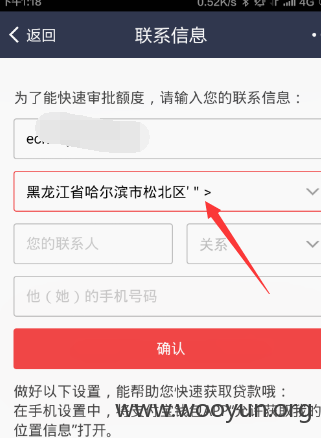 下午1:18 0.52K/s 4G
返回 联系信息
为了能快速审批额度，请输入您的联系信息：
黑龙江省哈尔滨市松北区' " >
您的联系人 关系
他（她）的手机号码
确认
做好以下设置，能帮助您快速获取贷款哦：
在手机设置中，
www.wooyun.org
我的
位置信息"打开。